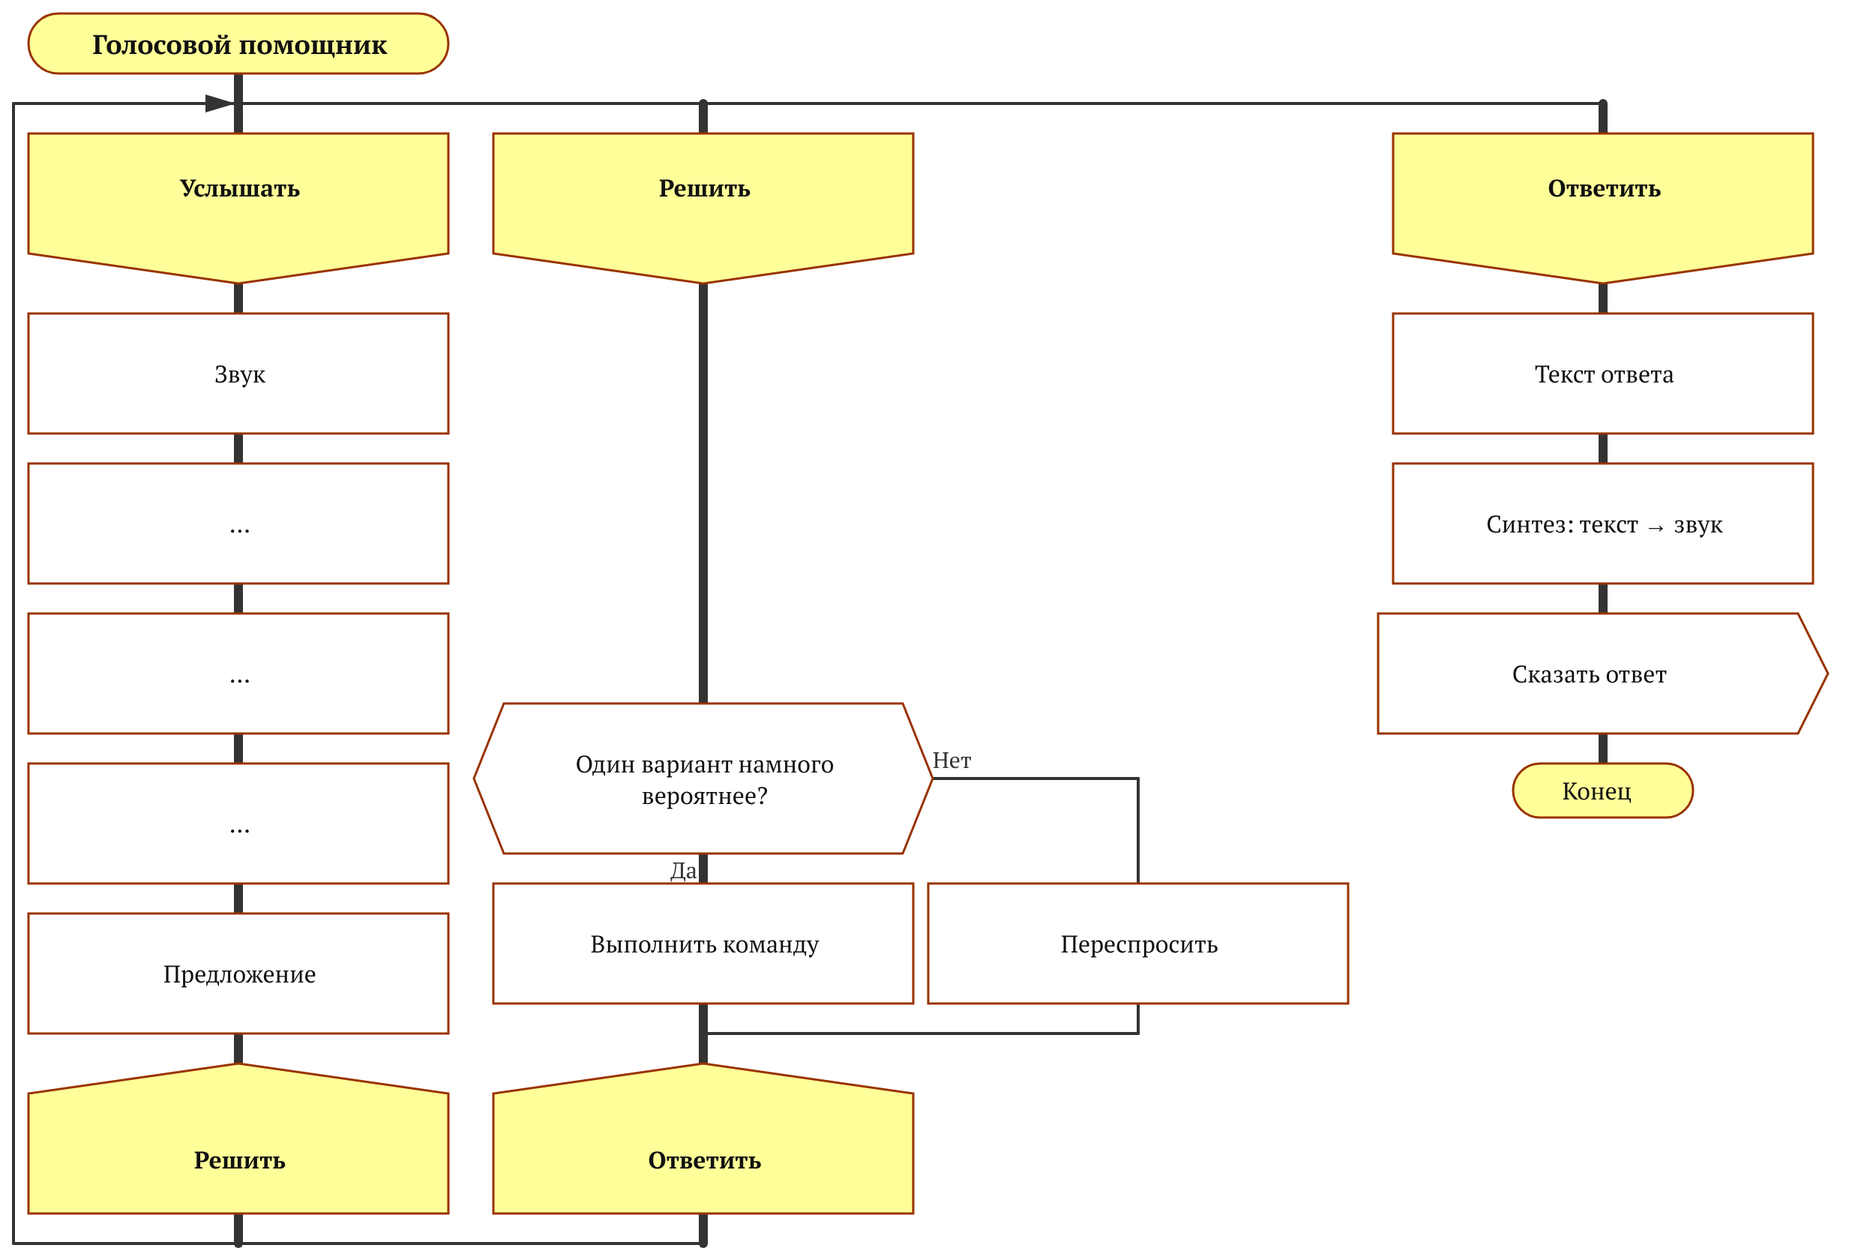 Голосовой помощник
Услышать
Звук
...
...
...
Предложение
Решить
Решить
Один вариант намного
вероятнее?
Нет
Да
Выполнить команду
Переспросить
Ответить
Ответить
Текст ответа
Синтез: текст → звук
Сказать ответ
Конец